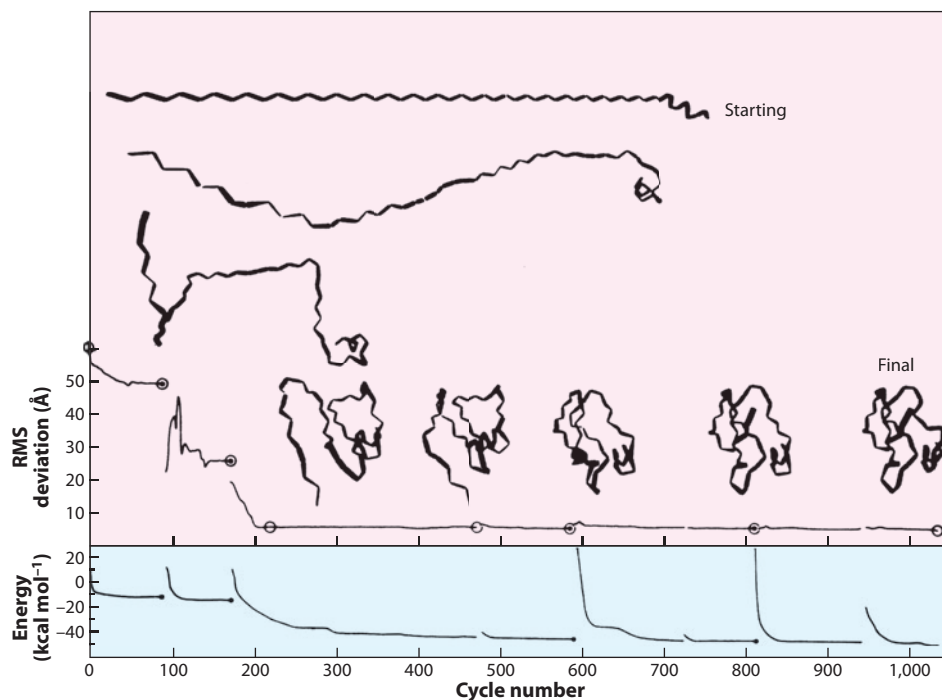 Starting
Final
RMS
deviation (Å)
50
40
30
20
10
Energy
(kcal mol⁻¹)
20
0
–20
–40
0 100 200 300 400 500 600 700 800 900 1,000
Cycle number